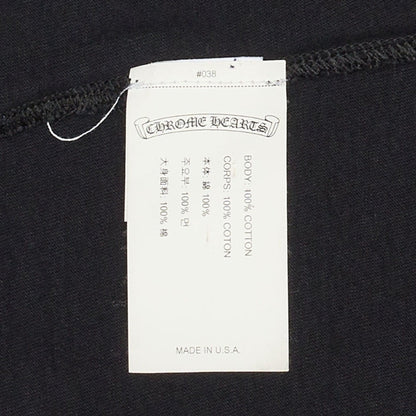 #038
CHROME HEARTS
BODY: 100% COTTON
CORPS: 100% COTON
本体 綿 100%
주요부: 100% 면
大身面料: 100% 棉
MADE IN U.S.A.